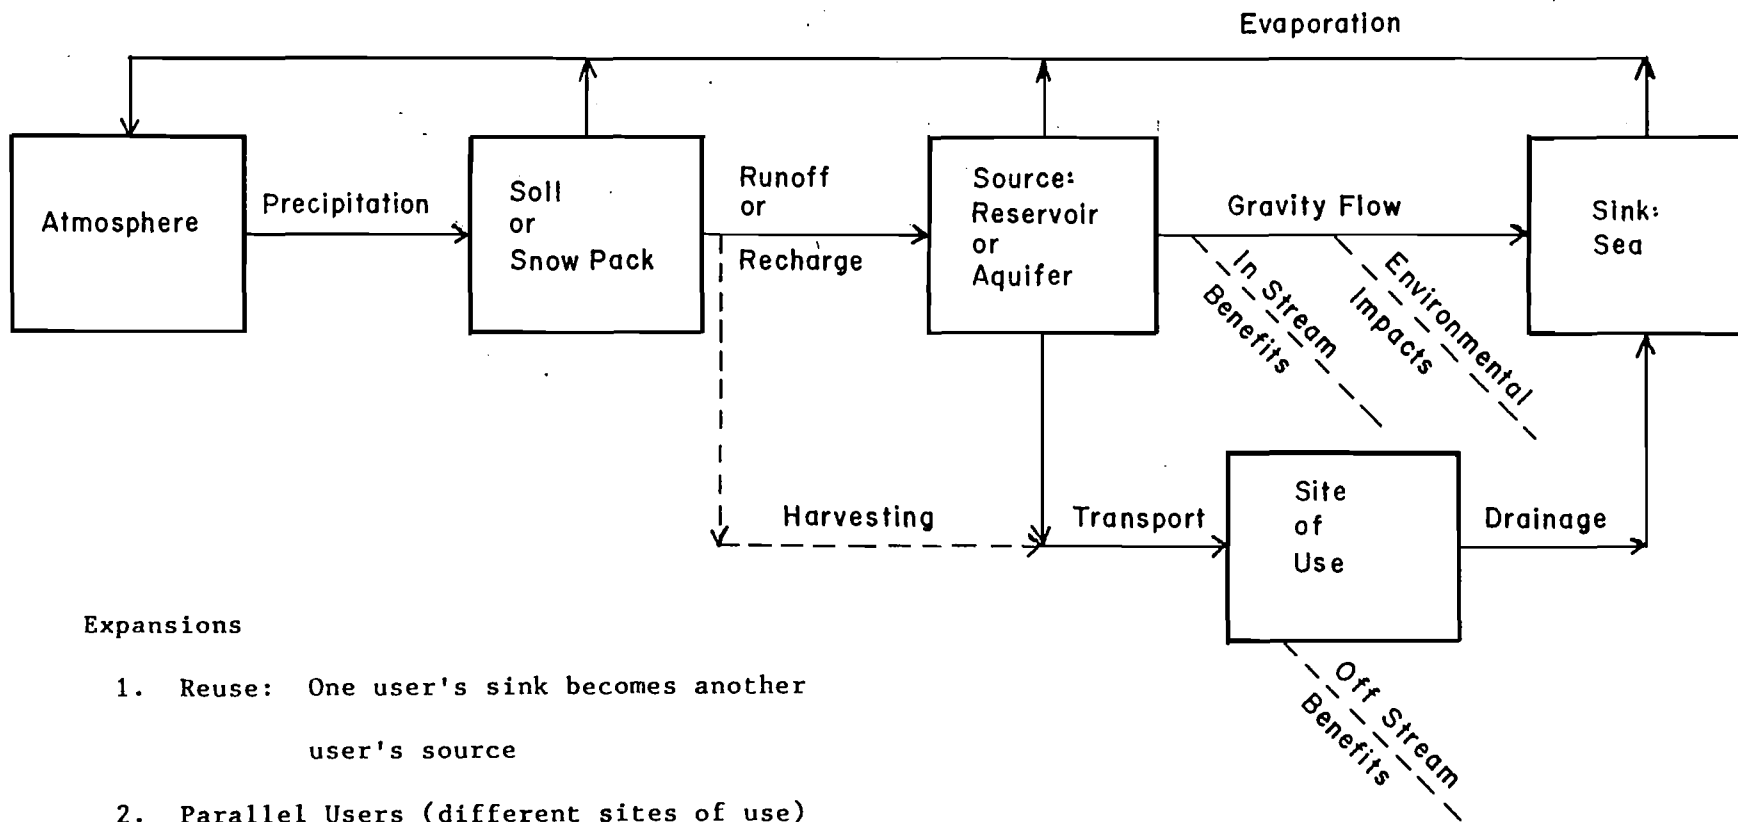 Evaporation
Atmosphere
Precipitation
Soil
or
Snow Pack
Runoff
or
Recharge
Source:
Reservoir
or
Aquifer
Gravity Flow
Sink:
Sea
In Stream
Benefits
Environmental
Impacts
Harvesting
Transport
Site
of
Use
Drainage
Off Stream
Benefits
Expansions
1. Reuse: One user's sink becomes another
user's source
2. Parallel Users (different sites of use)